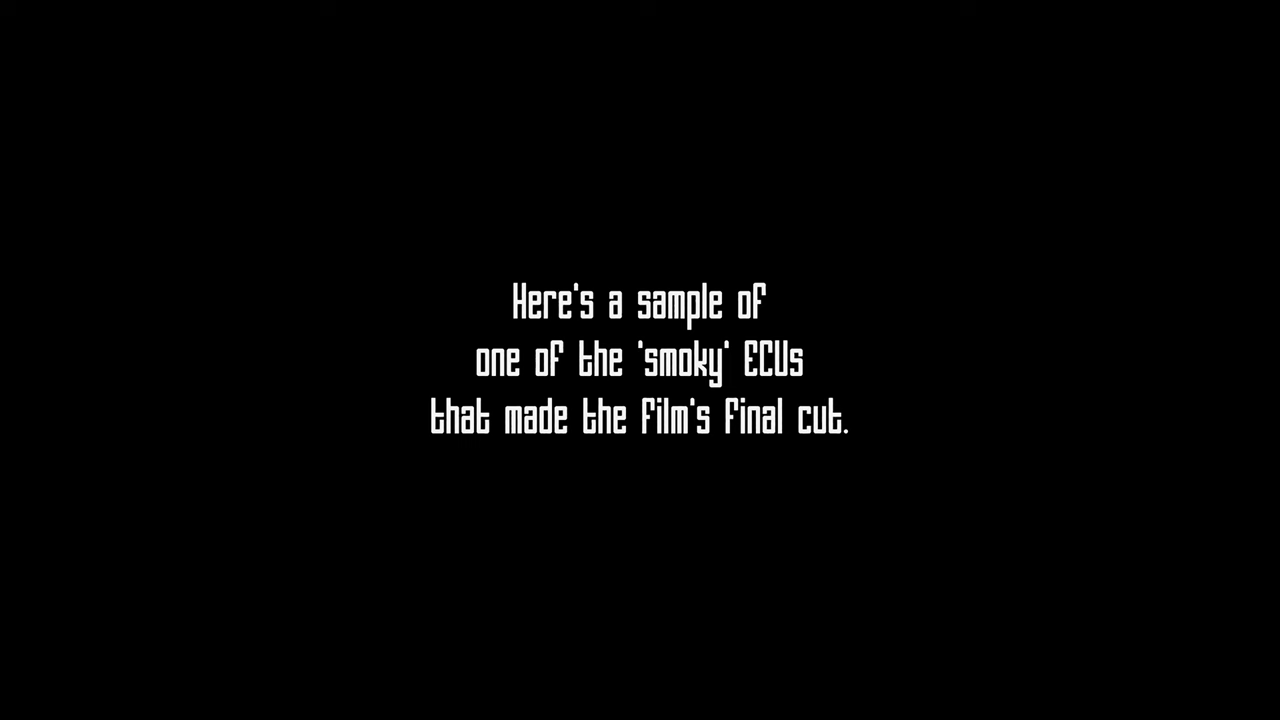 Here's a sample of
one of the 'smoky' ECUs
that made the film's final cut.